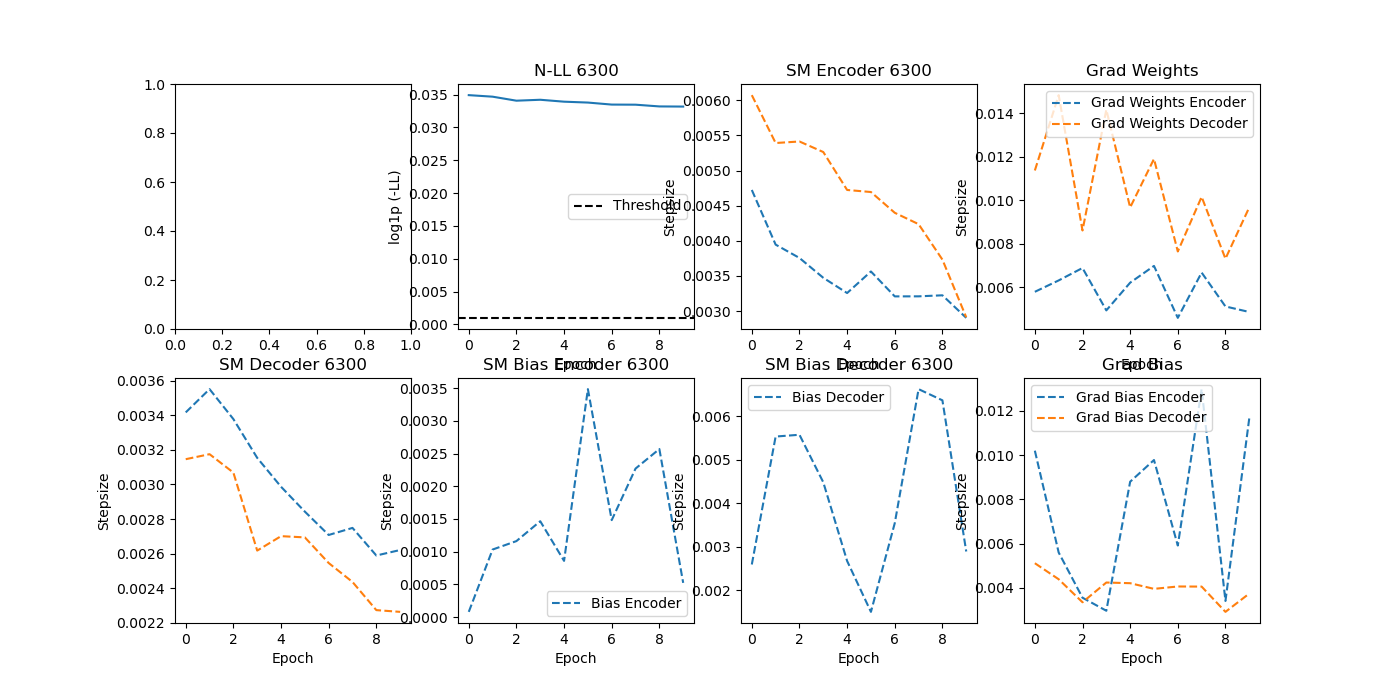 N-LL 6300
SM Encoder 6300
Grad Weights
1.0
0.8
0.6
0.4
0.2
0.0
0.0 0.2 0.4 0.6 0.8 1.0
log1p (-LL)
0.035
0.030
0.025
0.020
0.015
0.010
0.005
0.000
Threshold
0 2 4 6 8
Epoch
Stepsize
0.0060
0.0055
0.0050
0.0045
0.0040
0.0035
0.0030
0 2 4 6 8
Epoch
Stepsize
0.014
0.012
0.010
0.008
0.006
Grad Weights Encoder
Grad Weights Decoder
0 2 4 6 8
Epoch
SM Decoder 6300
SM Bias Encoder 6300
SM Bias Decoder 6300
Grad Bias
Stepsize
0.0036
0.0034
0.0032
0.0030
0.0028
0.0026
0.0024
0.0022
0 2 4 6 8
Epoch
Stepsize
0.0035
0.0030
0.0025
0.0020
0.0015
0.0010
0.0005
0.0000
Bias Encoder
0 2 4 6 8
Epoch
Stepsize
0.006
0.005
0.004
0.003
0.002
Bias Decoder
0 2 4 6 8
Epoch
Stepsize
0.012
0.010
0.008
0.006
0.004
Grad Bias Encoder
Grad Bias Decoder
0 2 4 6 8
Epoch